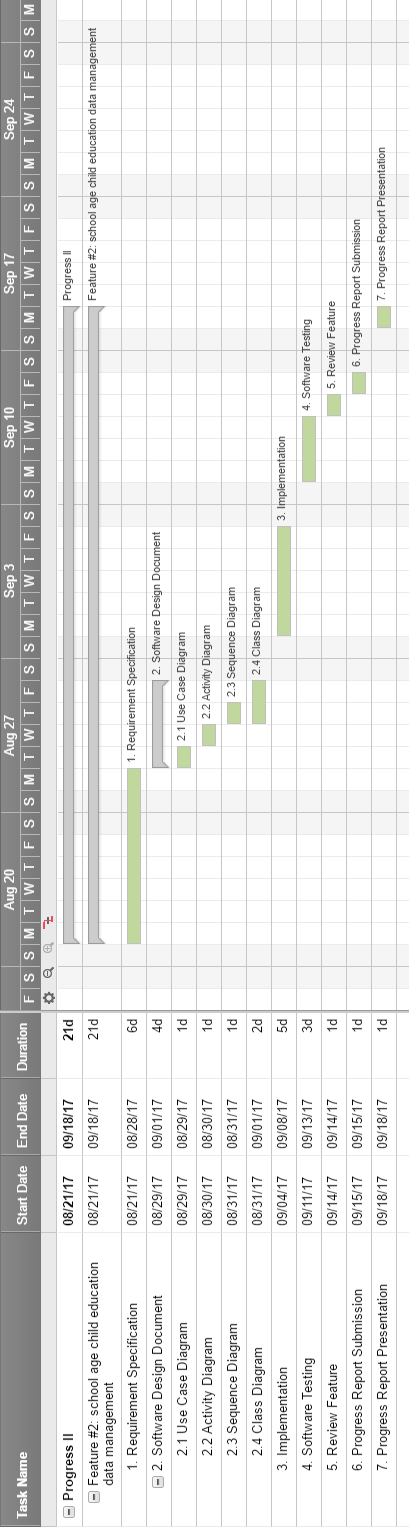 Task Name Start Date End Date Duration Aug 20 Aug 27 Sep 3 Sep 10 Sep 17 Sep 24
F S S M T W T F S S M T W T F S S M T W T F S S M T W T F S S M T W T F S S M T W T F S S M
Progress II 08/21/17 09/18/17 21d Progress II
Feature #2: school age child education
data management 08/21/17 09/18/17 21d Feature #2: school age child education data management
1. Requirement Specification 08/21/17 08/28/17 6d 1. Requirement Specification
2. Software Design Document 08/29/17 09/01/17 4d 2. Software Design Document
2.1 Use Case Diagram 08/29/17 08/29/17 1d 2.1 Use Case Diagram
2.2 Activity Diagram 08/30/17 08/30/17 1d 2.2 Activity Diagram
2.3 Sequence Diagram 08/31/17 08/31/17 1d 2.3 Sequence Diagram
2.4 Class Diagram 08/31/17 09/01/17 2d 2.4 Class Diagram
3. Implementation 09/04/17 09/08/17 5d 3. Implementation
4. Software Testing 09/11/17 09/13/17 3d 4. Software Testing
5. Review Feature 09/14/17 09/14/17 1d 5. Review Feature
6. Progress Report Submission 09/15/17 09/15/17 1d 6. Progress Report Submission
7. Progress Report Presentation 09/18/17 09/18/17 1d 7. Progress Report Presentation